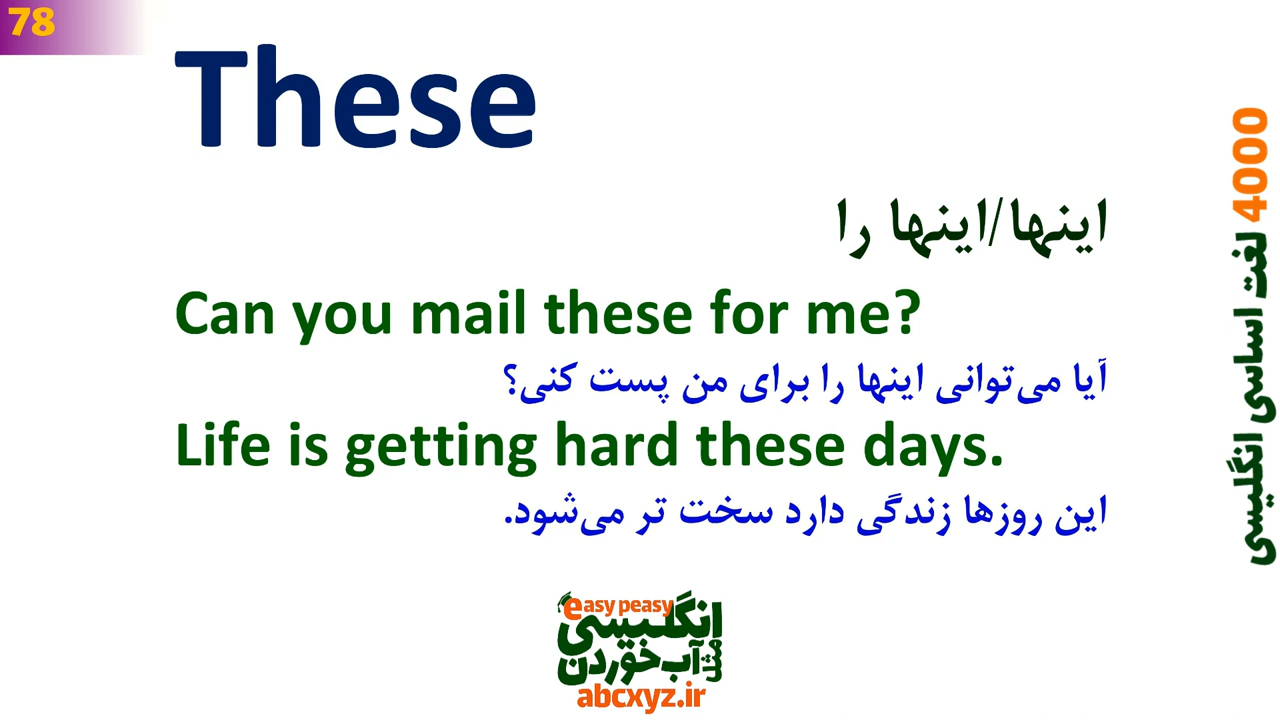 78
These
اینها/اینها را
Can you mail these for me?
آیا می‌توانی اینها را برای من پست کنی؟
Life is getting hard these days.
این روزها زندگی دارد سخت تر می‌شود.
4000 لغت اساسی انگلیسی
easy peasy
انگلیسی
مثل آب خوردن
abcxyz.ir